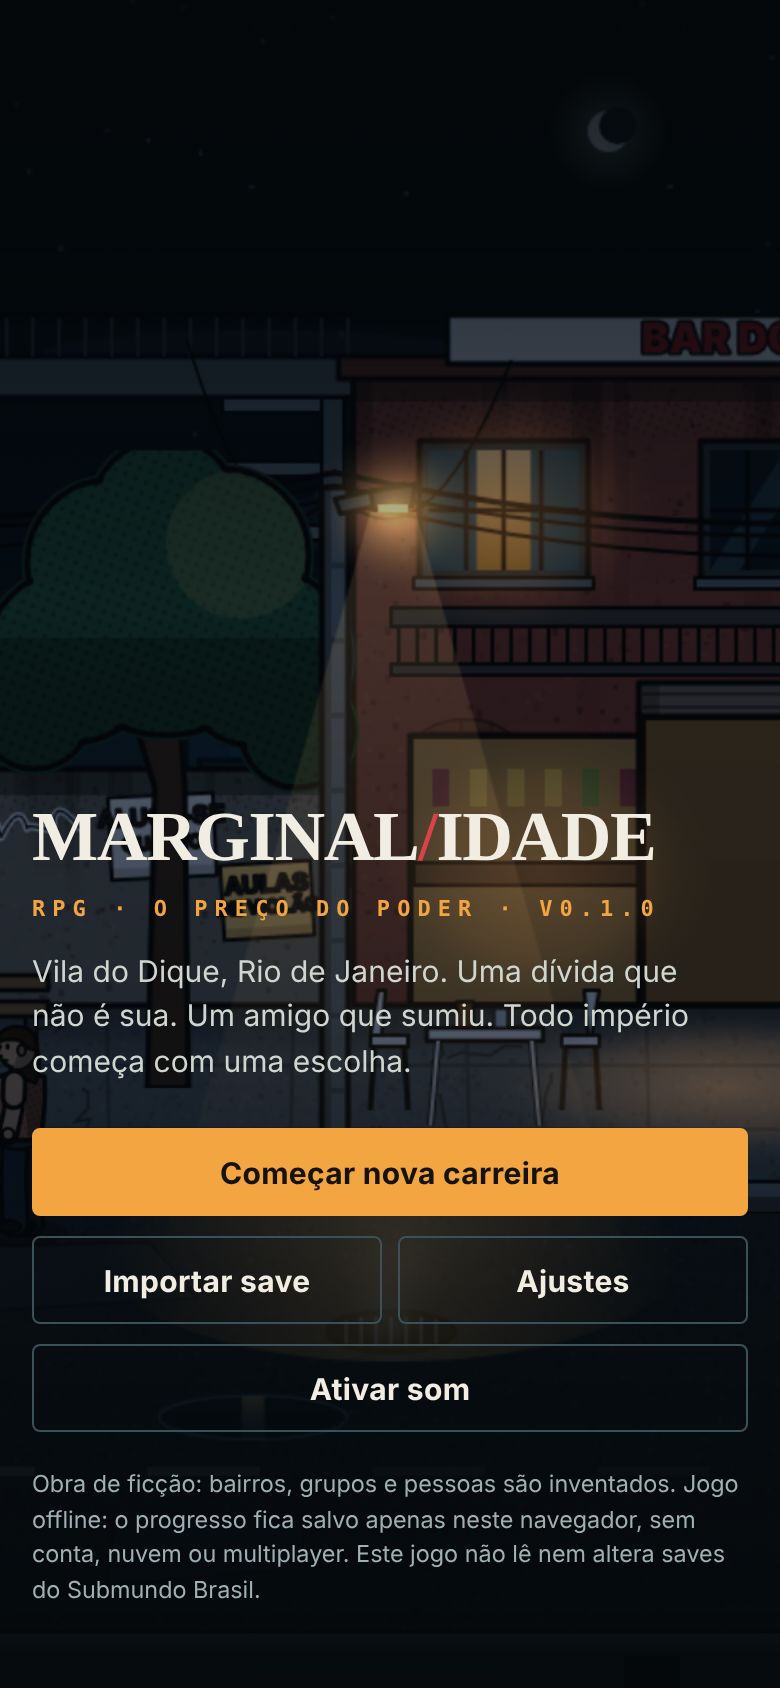 BAR DO
AULAS
MARGINAL/IDADE
RPG · O PREÇO DO PODER · V0.1.0
Vila do Dique, Rio de Janeiro. Uma dívida que
não é sua. Um amigo que sumiu. Todo império
começa com uma escolha.
Começar nova carreira
Importar save
Ajustes
Ativar som
Obra de ficção: bairros, grupos e pessoas são inventados. Jogo
offline: o progresso fica salvo apenas neste navegador, sem
conta, nuvem ou multiplayer. Este jogo não lê nem altera saves
do Submundo Brasil.